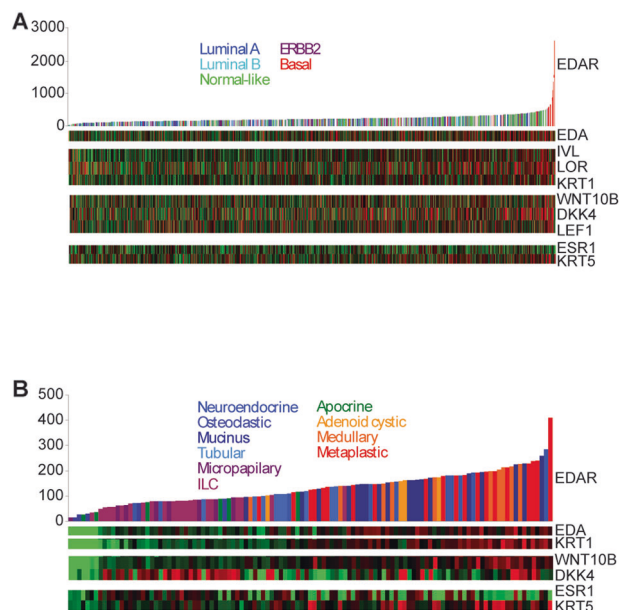 A
3000
2000
1000
0
Luminal A ERBB2
Luminal B Basal
Normal-like
EDAR
EDA
IVL
LOR
KRT1
WNT10B
DKK4
LEF1
ESR1
KRT5
B
500
400
300
200
100
0
Neuroendocrine Apocrine
Osteoclastic Adenoid cystic
Mucinus Medullary
Tubular Metaplastic
Micropapilary
ILC
EDAR
EDA
KRT1
WNT10B
DKK4
ESR1
KRT5